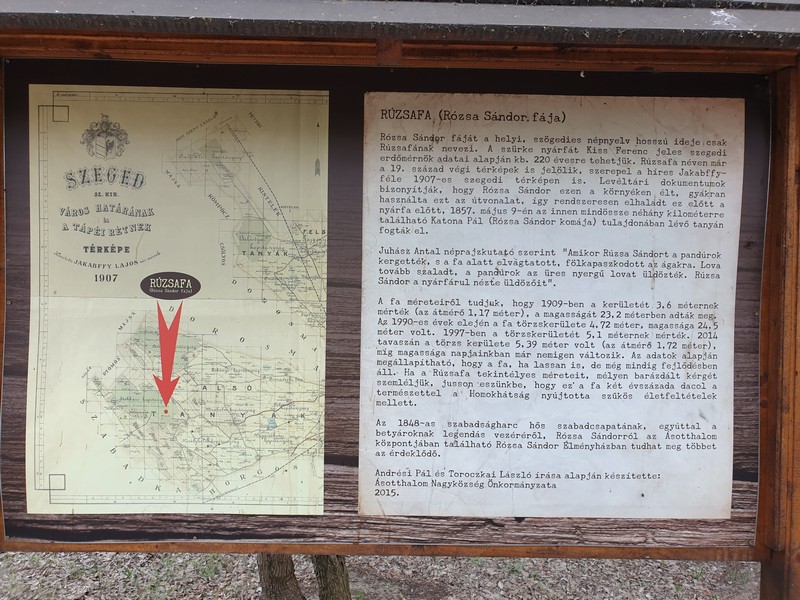 SZEGED
SZ. KIR.
VÁROS HATÁRÁNAK
és
A TÁPÉI RÉTNEK
TÉRKÉPE
JAKABFFY LAJOS
1907
RÚZSAFA
(Rózsa Sándor fája)
MAJSA
KISTELEK
CSÓLYOS
FELS
TANYÁK
DOROZSMA
MAJSA
ALSÓ
TANYÁK
SZABADKA
HORGOS
RÚZSAFA (Rózsa Sándor fája)
Rózsa Sándor fáját a helyi, szögedies népnyelv hosszú ideje csak
Rúzsafának nevezi. A szürke nyárfát Kiss Ferenc jeles szegedi
erdőmérnök adatai alapján kb. 220 évesre tehetjük. Rúzsafa néven már
a 19. század végi térképek is jelölik, szerepel a híres Jakabffy-
féle 1907-es szegedi térképen is. Levéltári dokumentumok
bizonyítják, hogy Rózsa Sándor ezen a környéken élt, gyakran
használta ezt az útvonalat, így rendszeresen elhaladt ez előtt a
nyárfa előtt, 1857. május 9-én az innen mindössze néhány kilométerre
található Katona Pál (Rózsa Sándor komája) tulajdonában lévő tanyán
fogták el.
Juhász Antal néprajzkutató szerint "Amikor Rúzsa Sándort a pandúrok
kergették, s a fa alatt elvágtatott, fölkapaszkodott az ágakra. Lova
tovább szaladt, a pandúrok az üres nyergű lovat üldözték. Rúzsa
Sándor a nyárfárul nézte üldözőit".
A fa méreteiről tudjuk, hogy 1909-ben a kerületét 3,6 méternek
mérték (az átmérő 1,17 méter), a magasságát 23,2 méterben adták meg.
Az 1990-es évek elején a fa törzskerülete 4,72 méter, magassága 24,5
méter volt. 1997-ben a törzskerületét 5,1 méternek mérték. 2014
tavaszán a törzs kerülete 5,39 méter volt (az átmérő 1,72 méter),
míg magassága napjainkban már nemigen változik. Az adatok alapján
megállapítható, hogy a fa, ha lassan is, de még mindig fejlődésben
áll. Ha a Rúzsafa tekintélyes méreteit, mélyen barázdált kérgét
szemléljük, jusson eszünkbe, hogy ez a fa két évszázada dacol a
természettel a Homokhátság nyújtotta szűkös életfeltételek
mellett.
Az 1848-as szabadságharc hős szabadcsapatának, egyúttal a
betyároknak legendás vezéréről, Rózsa Sándorról az Ásotthalom
központjában található Rózsa Sándor Élményházban tudhat meg többet
az érdeklődő.
Andrési Pál és Toroczkai László írása alapján készítette:
Ásotthalom Nagyközség Önkormányzata
2015.